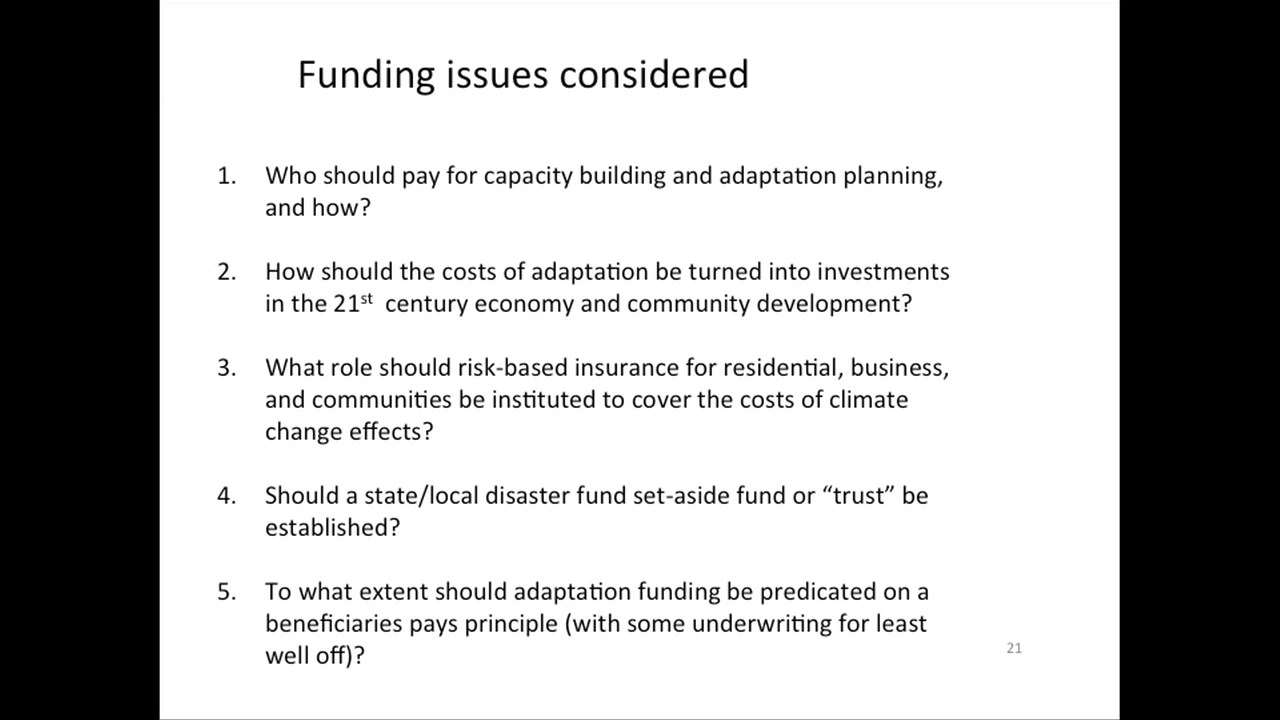 Funding issues considered
1. Who should pay for capacity building and adaptation planning,
and how?
2. How should the costs of adaptation be turned into investments
in the 21st century economy and community development?
3. What role should risk-based insurance for residential, business,
and communities be instituted to cover the costs of climate
change effects?
4. Should a state/local disaster fund set-aside fund or “trust” be
established?
5. To what extent should adaptation funding be predicated on a
beneficiaries pays principle (with some underwriting for least
well off)?
21